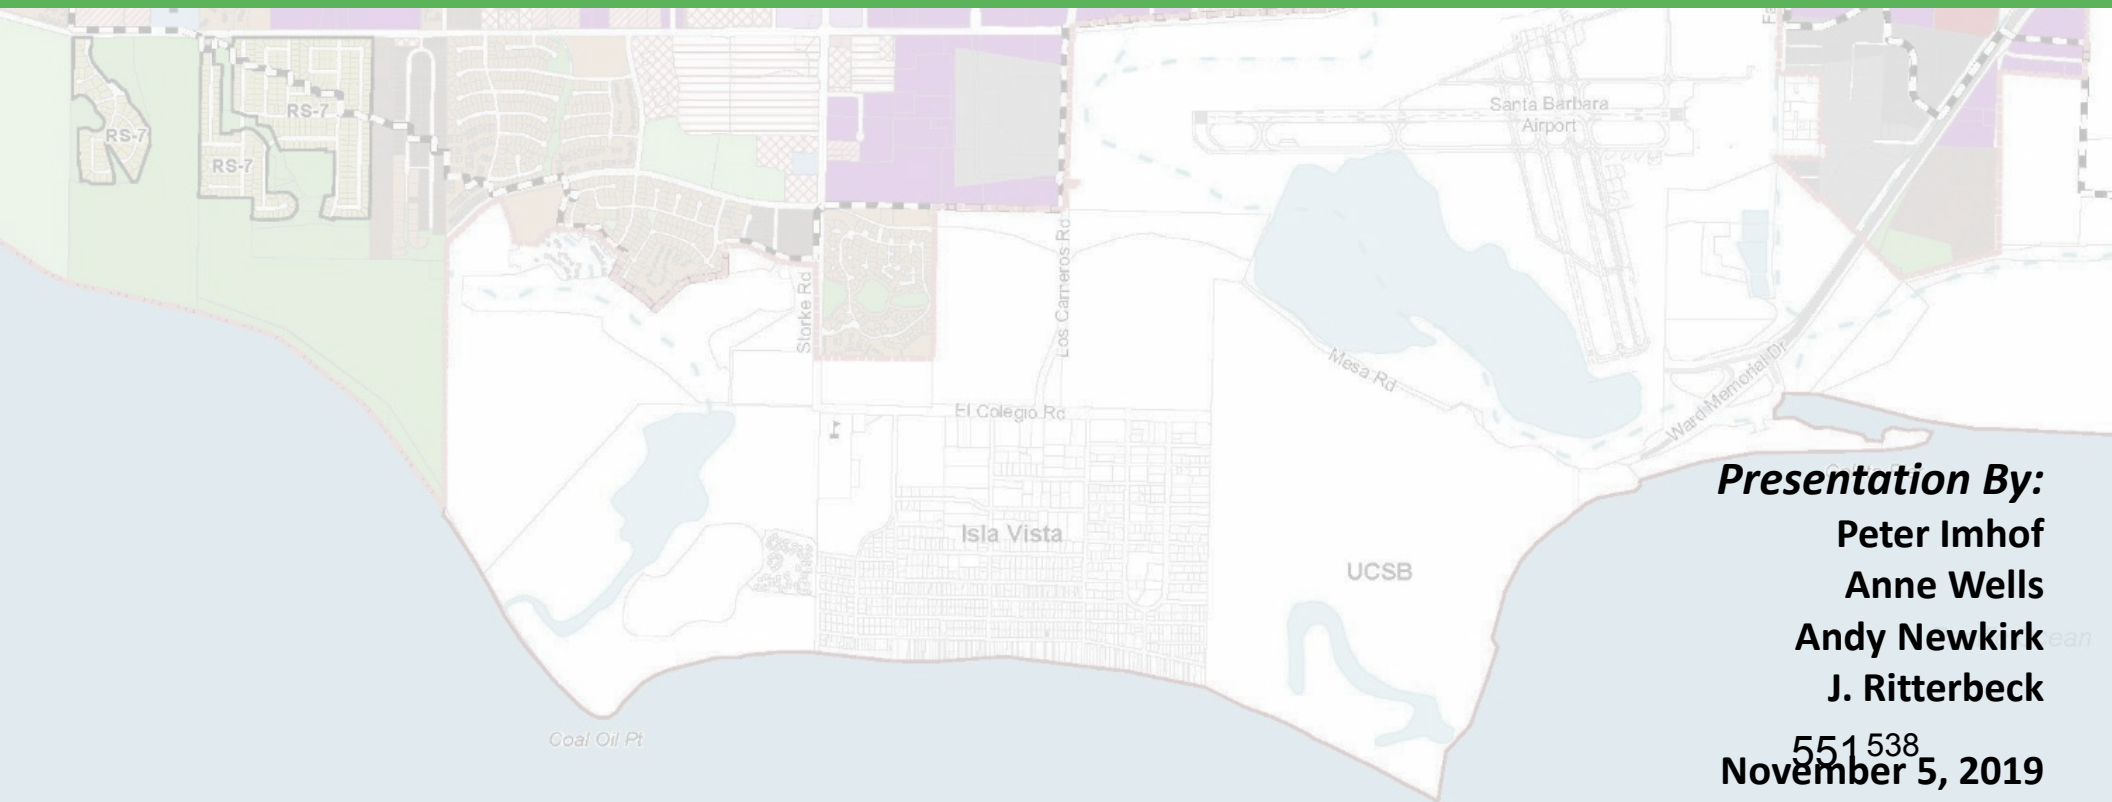 Santa Barbara
Airport
RS-7
RS-7
RS-7
Los Carneros Rd
Storke Rd
Mesa Rd
Ward Memorial Dr
El Colegio Rd
Isla Vista
UCSB
Coal Oil Pt
Presentation By:
Peter Imhof
Anne Wells
Andy Newkirk
J. Ritterbeck
551 538
November 5, 2019